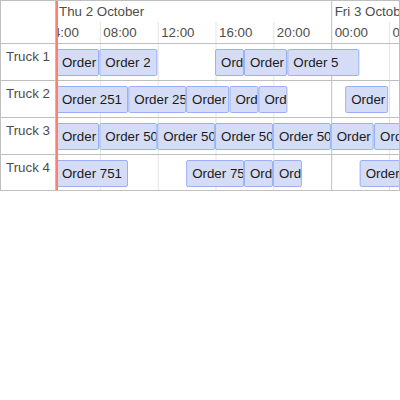 Thu 2 October Fri 3 Octob
4:00 08:00 12:00 16:00 20:00 00:00 0
Truck 1 Order Order 2 Ord Order Order 5
Truck 2 Order 251 Order 25 Order Ord Ord Order
Truck 3 Order Order 50 Order 50 Order 50 Order 50 Order Ord
Truck 4 Order 751 Order 75 Ord Ord Order